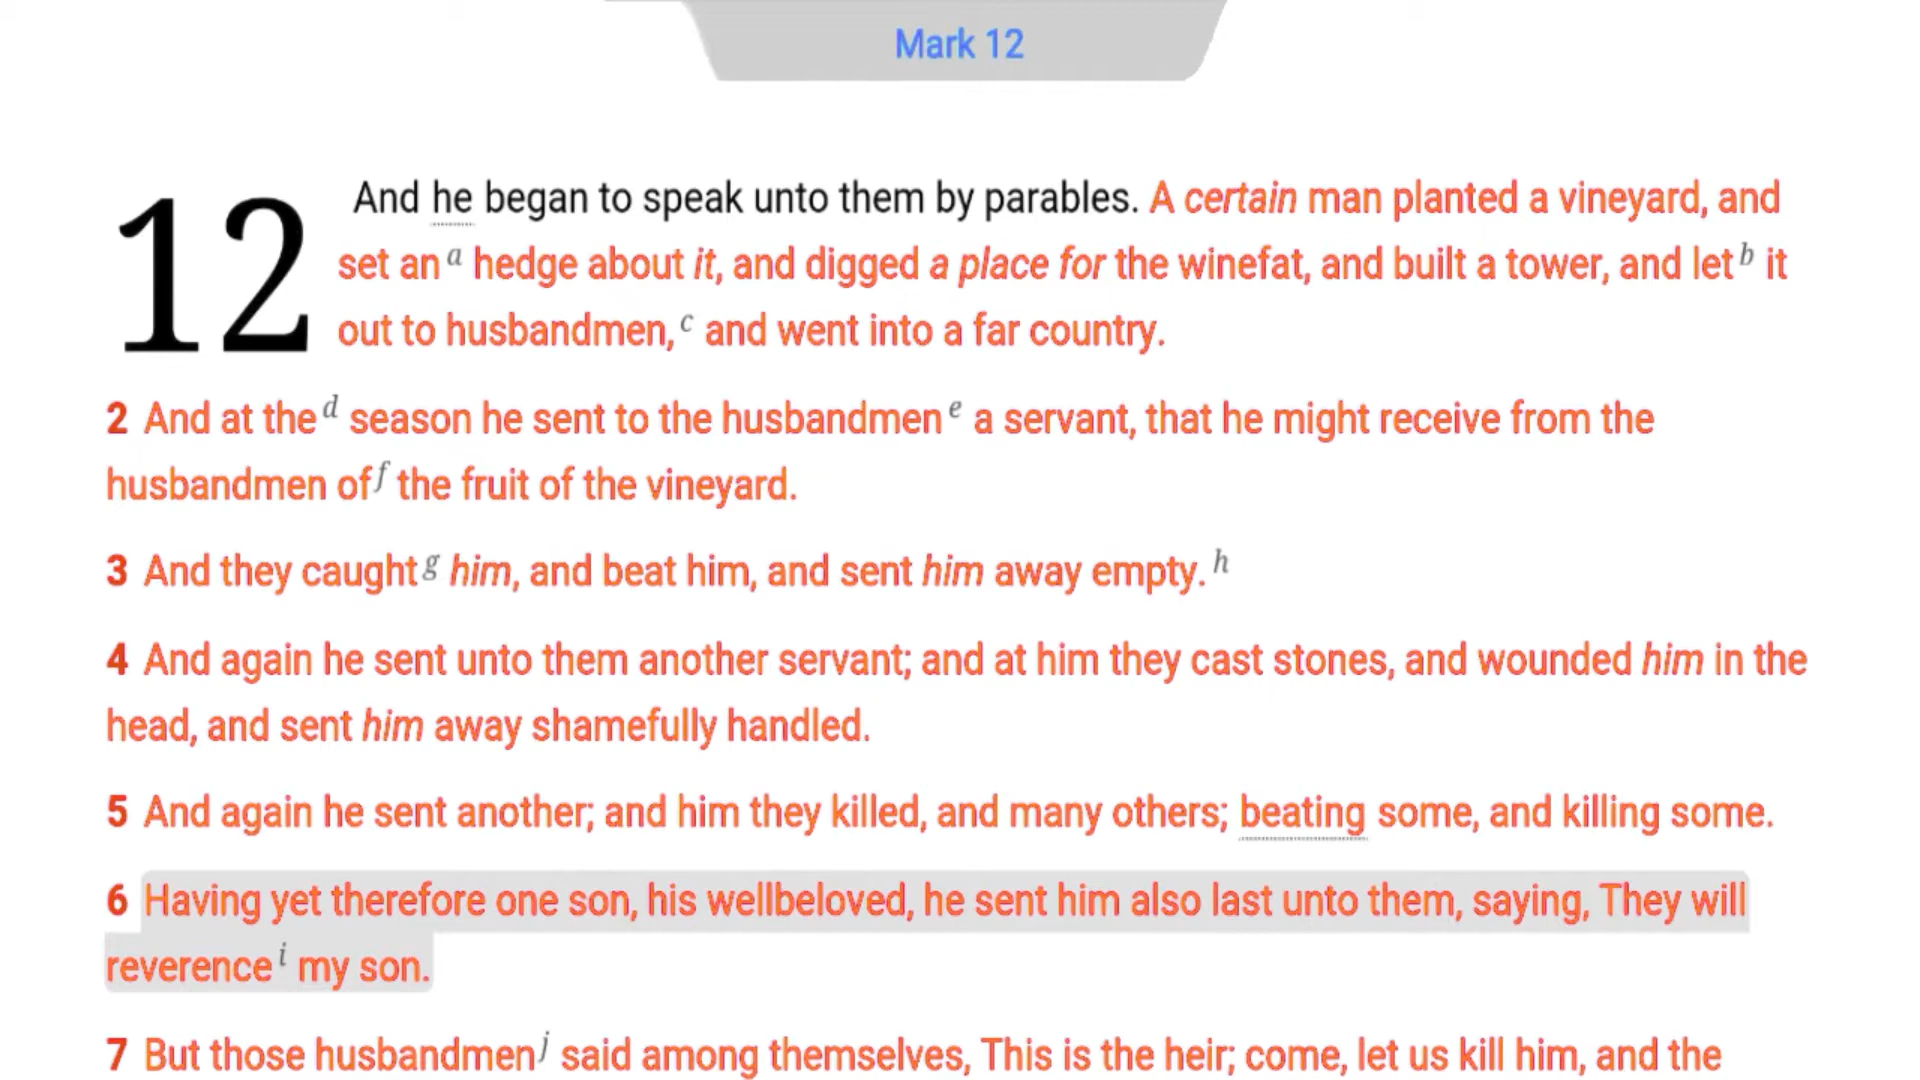 Mark 12
12 And he began to speak unto them by parables. A certain man planted a vineyard, and
set an a hedge about it, and digged a place for the winefat, and built a tower, and let b it
out to husbandmen, c and went into a far country.
2 And at the d season he sent to the husbandmen e a servant, that he might receive from the
husbandmen of f the fruit of the vineyard.
3 And they caught g him, and beat him, and sent him away empty. h
4 And again he sent unto them another servant; and at him they cast stones, and wounded him in the
head, and sent him away shamefully handled.
5 And again he sent another; and him they killed, and many others; beating some, and killing some.
6 Having yet therefore one son, his wellbeloved, he sent him also last unto them, saying, They will
reverence i my son.
7 But those husbandmen j said among themselves, This is the heir; come, let us kill him, and the